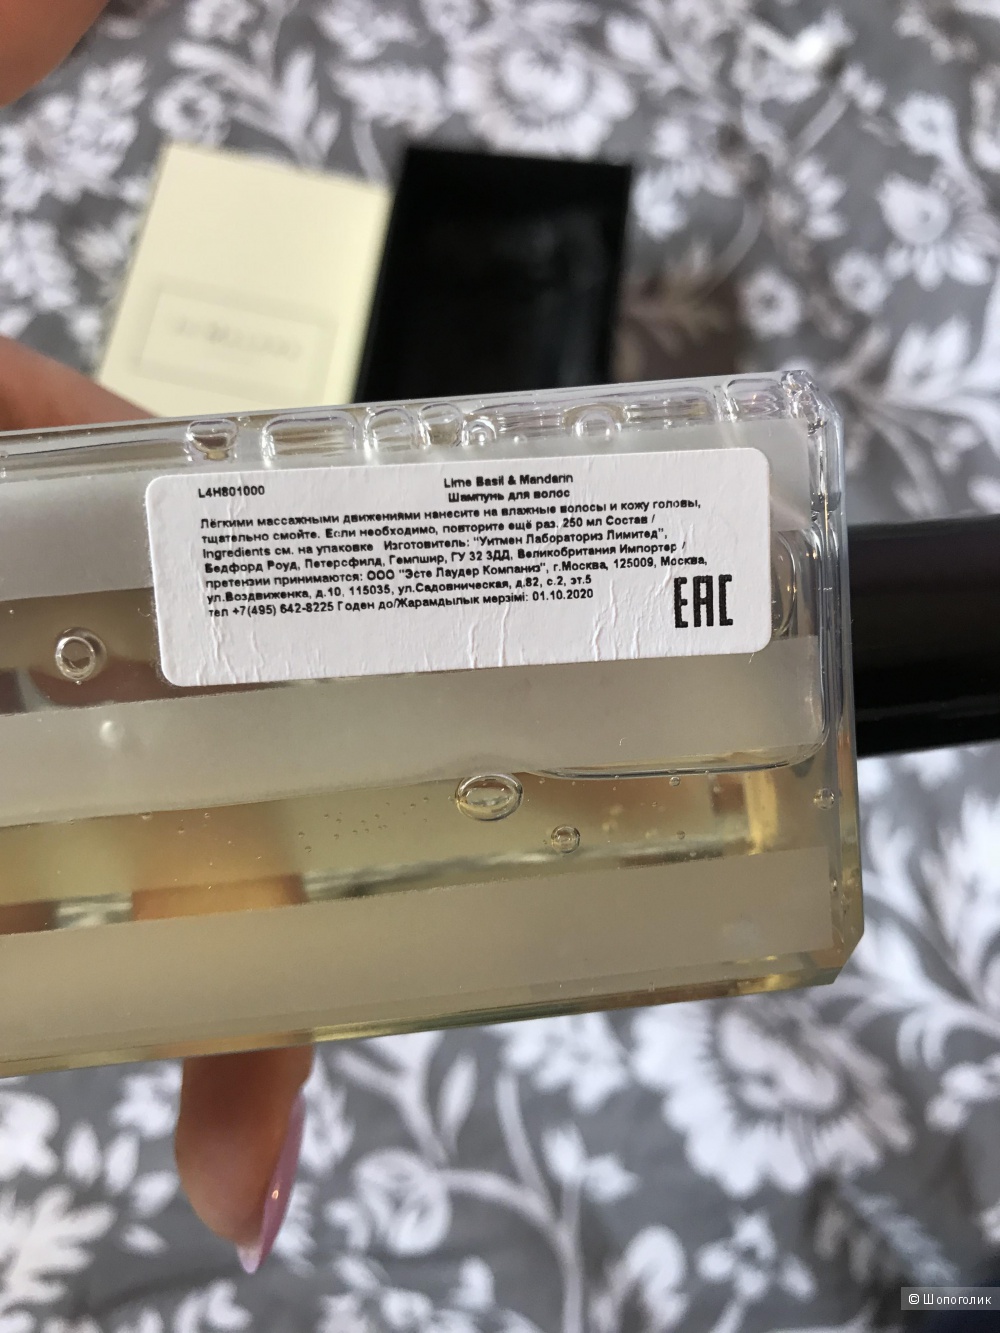 L4H801000
Lime Basil & Mandarin
Шампунь для волос
Лёгкими массажными движениями нанесите на влажные волосы и кожу головы,
тщательно смойте. Если необходимо, повторите ещё раз. 250 мл Состав /
Ingredients см. на упаковке Изготовитель: "Уитмен Лабораториз Лимитед",
Бедфорд Роуд, Петерсфилд, Гемпшир, ГУ 32 3ДД, Великобритания Импортер /
претензии принимаются: ООО "Эсте Лаудер Компаниз", г.Москва, 125009, Москва,
ул.Воздвиженка, д.10, 115035, ул.Садовническая, д.82, с.2, эт.5
тел +7(495) 642-8225 Годен до/Жарамдылык мерзімі: 01.10.2020
EAC
© Шопоголик